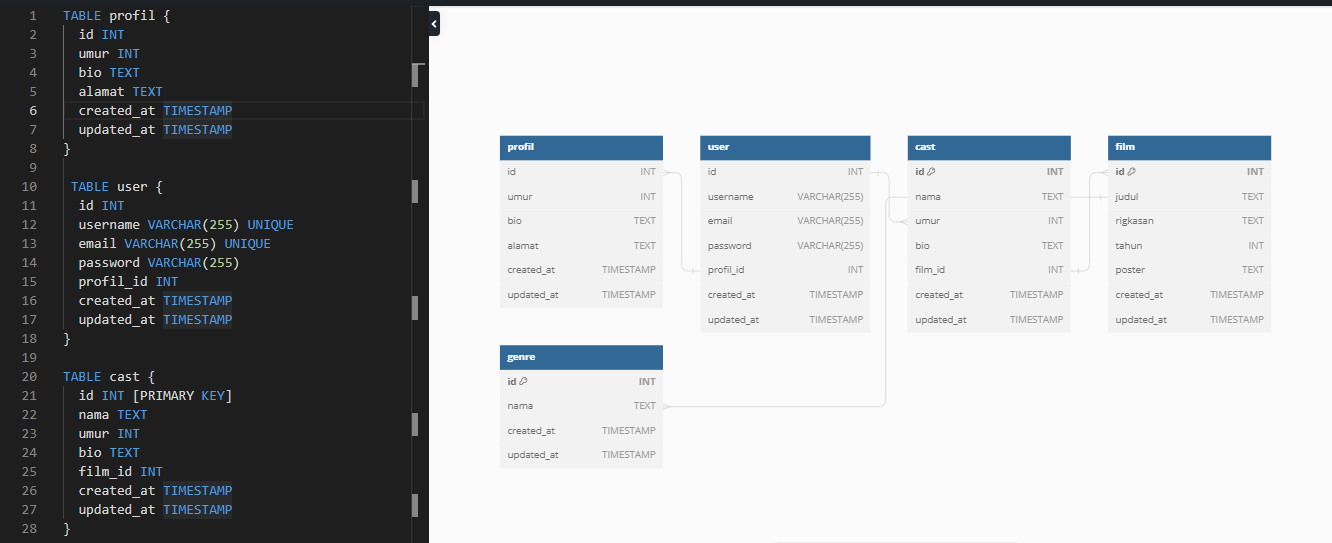 1 TABLE profil {
2 id INT
3 umur INT
4 bio TEXT
5 alamat TEXT
6 created_at TIMESTAMP
7 updated_at TIMESTAMP
8 }
9
10 TABLE user {
11 id INT
12 username VARCHAR(255) UNIQUE
13 email VARCHAR(255) UNIQUE
14 password VARCHAR(255)
15 profil_id INT
16 created_at TIMESTAMP
17 updated_at TIMESTAMP
18 }
19
20 TABLE cast {
21 id INT [PRIMARY KEY]
22 nama TEXT
23 umur INT
24 bio TEXT
25 film_id INT
26 created_at TIMESTAMP
27 updated_at TIMESTAMP
28 }
profil
id INT
umur INT
bio TEXT
alamat TEXT
created_at TIMESTAMP
updated_at TIMESTAMP
user
id INT
username VARCHAR(255)
email VARCHAR(255)
password VARCHAR(255)
profil_id INT
created_at TIMESTAMP
updated_at TIMESTAMP
cast
id INT
nama TEXT
umur INT
bio TEXT
film_id INT
created_at TIMESTAMP
updated_at TIMESTAMP
film
id INT
judul TEXT
rigkasan TEXT
tahun INT
poster TEXT
created_at TIMESTAMP
updated_at TIMESTAMP
genre
id INT
nama TEXT
created_at TIMESTAMP
updated_at TIMESTAMP